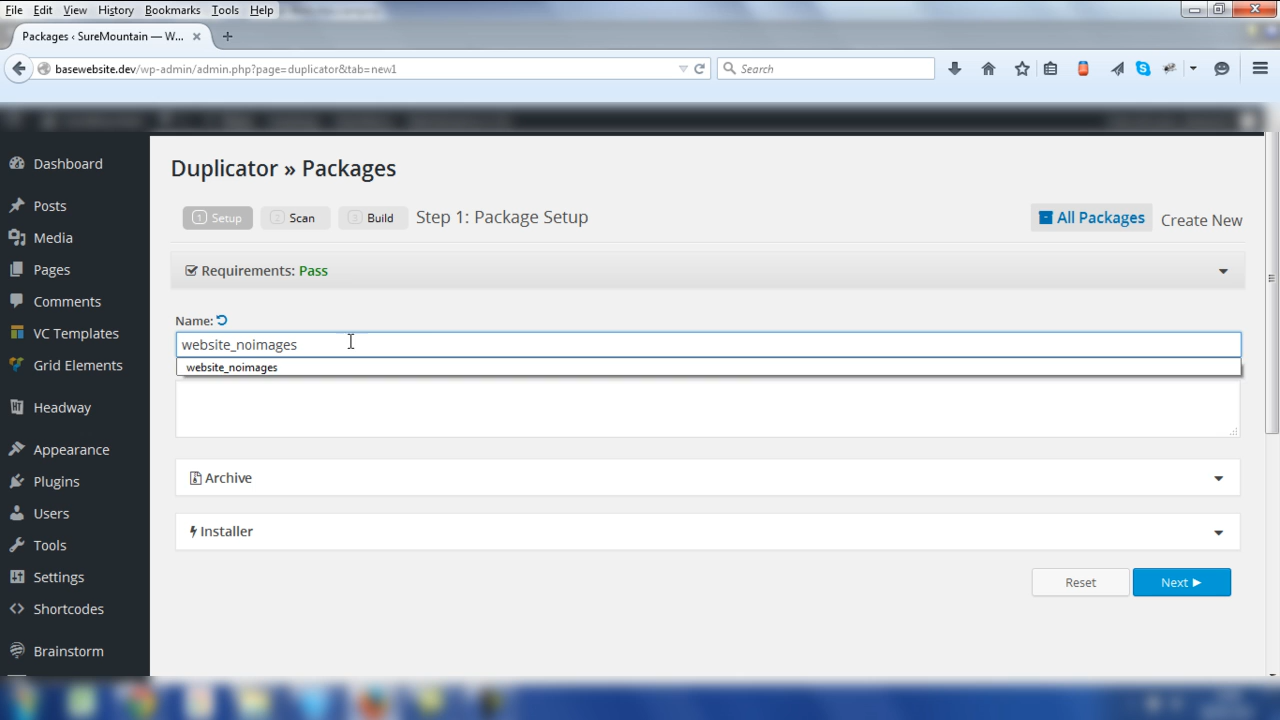 File Edit View History Bookmarks Tools Help
Packages ‹ SureMountain — W...
basewebsite.dev/wp-admin/admin.php?page=duplicator&tab=new1
Search
Dashboard
Posts
Media
Pages
Comments
VC Templates
Grid Elements
Headway
Appearance
Plugins
Users
Tools
Settings
Shortcodes
Brainstorm
Duplicator » Packages
1 Setup 2 Scan 3 Build Step 1: Package Setup
All Packages Create New
Requirements: Pass
Name:
website_noimages
website_noimages
Archive
Installer
Reset Next